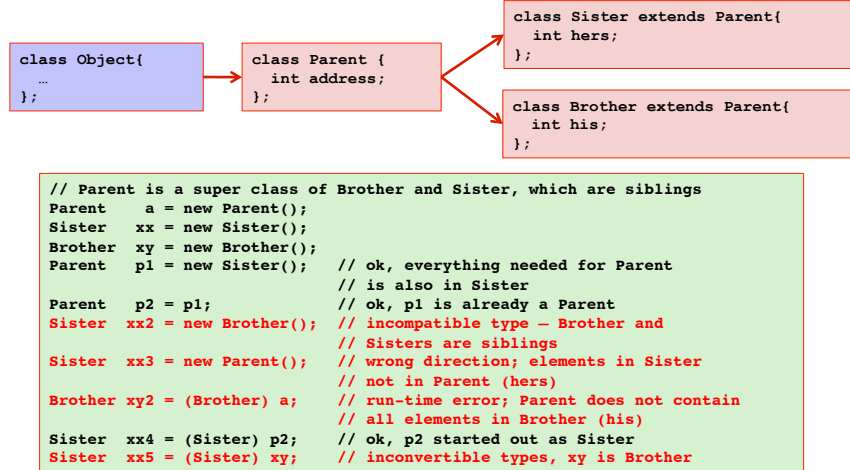 class Object{
…
};
class Parent {
int address;
};
class Sister extends Parent{
int hers;
};
class Brother extends Parent{
int his;
};
// Parent is a super class of Brother and Sister, which are siblings
Parent    a = new Parent();
Sister   xx = new Sister();
Brother  xy = new Brother();
Parent   p1 = new Sister();   // ok, everything needed for Parent
// is also in Sister
Parent   p2 = p1;             // ok, p1 is already a Parent
Sister  xx2 = new Brother();  // incompatible type – Brother and
// Sisters are siblings
Sister  xx3 = new Parent();   // wrong direction; elements in Sister
// not in Parent (hers)
Brother xy2 = (Brother) a;    // run-time error; Parent does not contain
// all elements in Brother (his)
Sister  xx4 = (Sister) p2;    // ok, p2 started out as Sister
Sister  xx5 = (Sister) xy;    // inconvertible types, xy is Brother